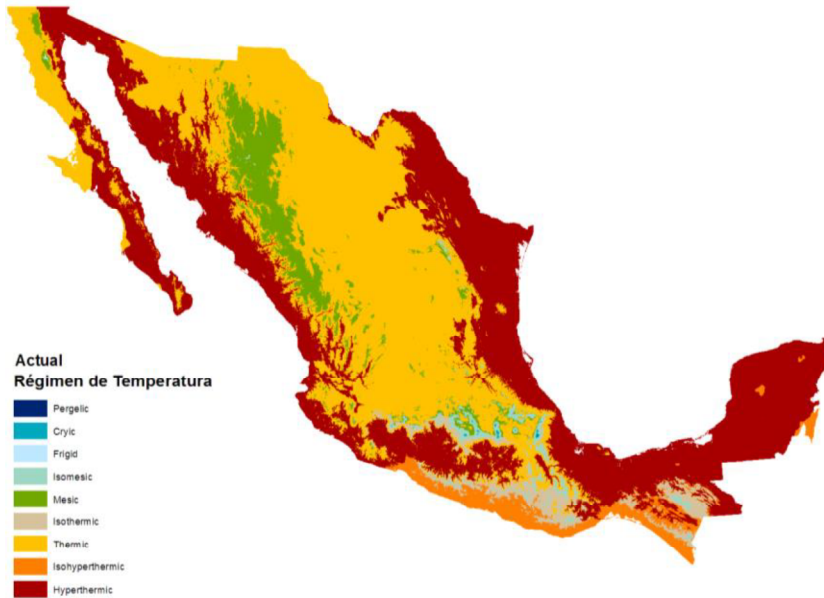 Actual
Régimen de Temperatura
Pergelic
Cryic
Frigid
Isomesic
Mesic
Isothermic
Thermic
Isohyperthermic
Hyperthermic